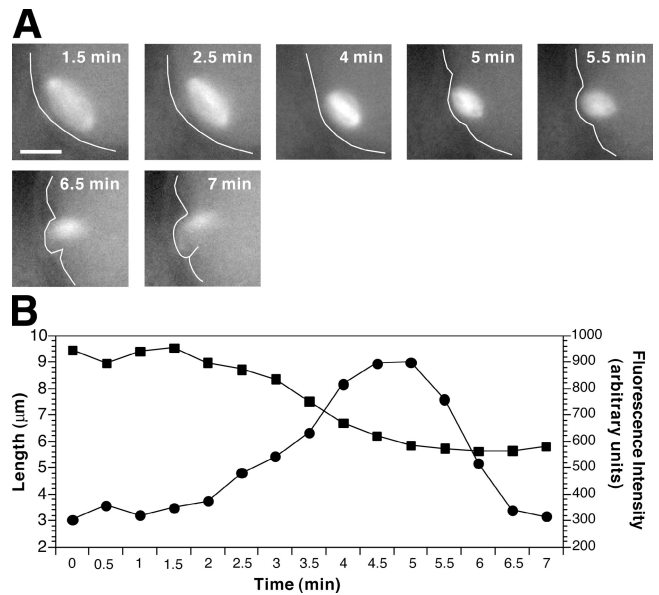 A
1.5 min
2.5 min
4 min
5 min
5.5 min
6.5 min
7 min
B
10
9
8
7
6
5
4
3
2
Length (μm)
1000
900
800
700
600
500
400
300
200
Fluorescence Intensity
(arbitrary units)
0 0.5 1 1.5 2 2.5 3 3.5 4 4.5 5 5.5 6 6.5 7
Time (min)